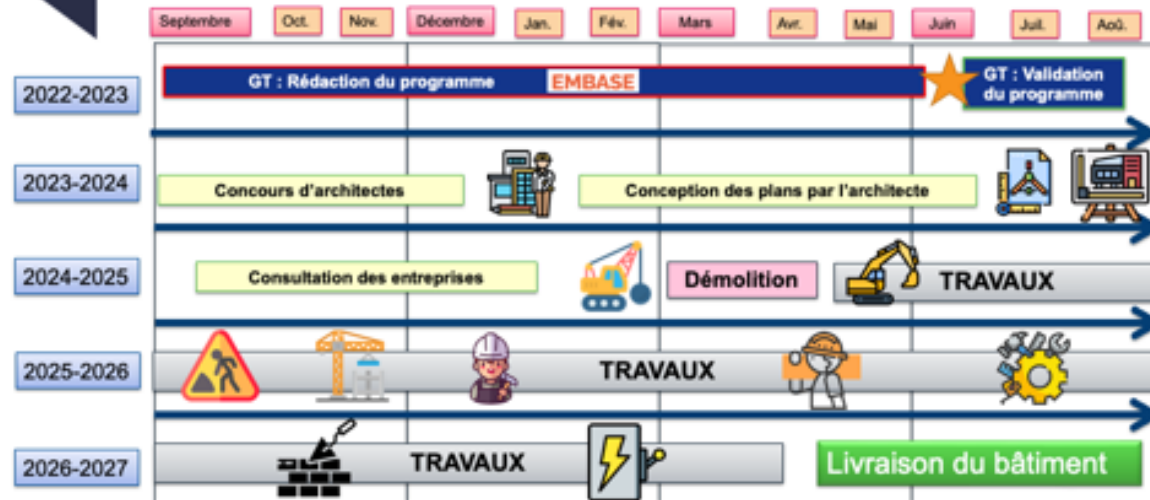 Septembre Oct. Nov. Décembre Jan. Fév. Mars Avr. Mai Juin Juil. Aoû.
2022-2023
GT : Rédaction du programme EMBASE
GT : Validation
du programme
2023-2024
Concours d'architectes
Conception des plans par l'architecte
2024-2025
Consultation des entreprises
Démolition
TRAVAUX
2025-2026
TRAVAUX
2026-2027
TRAVAUX
Livraison du bâtiment